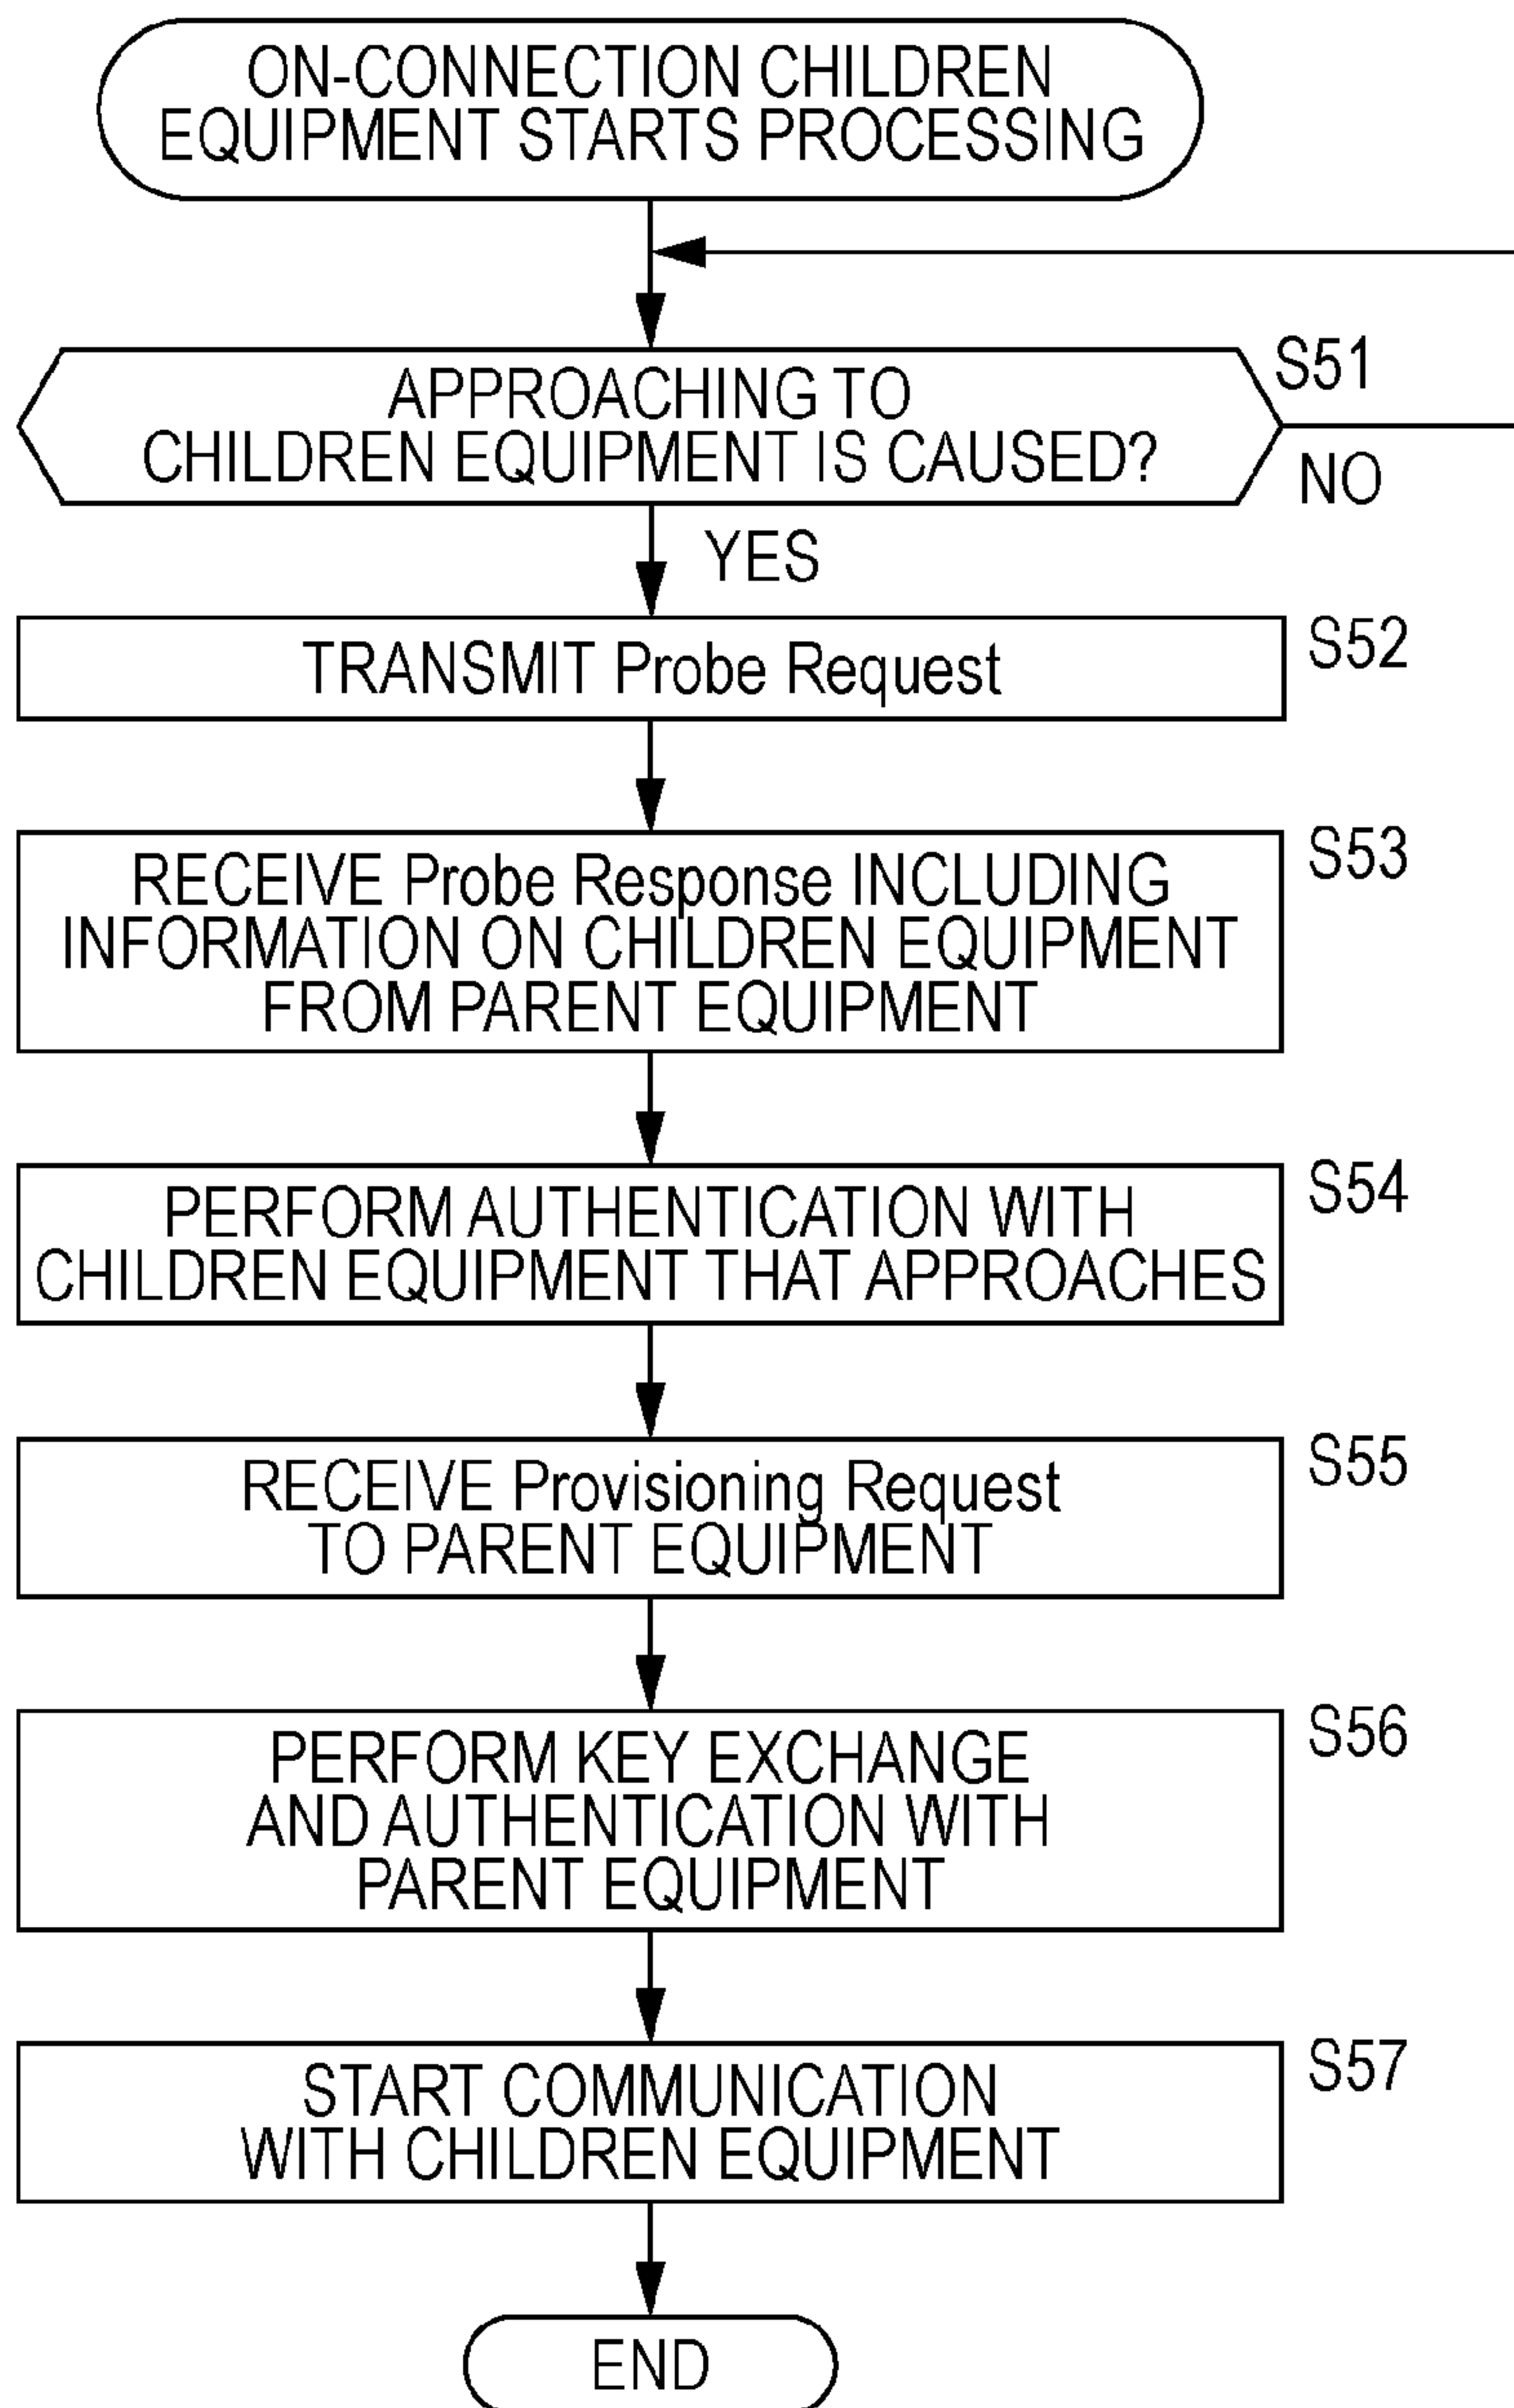 ON-CONNECTION CHILDREN
EQUIPMENT STARTS PROCESSING
APPROACHING TO
CHILDREN EQUIPMENT IS CAUSED?
S51
NO
YES
TRANSMIT Probe Request
S52
RECEIVE Probe Response INCLUDING
INFORMATION ON CHILDREN EQUIPMENT
FROM PARENT EQUIPMENT
S53
PERFORM AUTHENTICATION WITH
CHILDREN EQUIPMENT THAT APPROACHES
S54
RECEIVE Provisioning Request
TO PARENT EQUIPMENT
S55
PERFORM KEY EXCHANGE
AND AUTHENTICATION WITH
PARENT EQUIPMENT
S56
START COMMUNICATION
WITH CHILDREN EQUIPMENT
S57
END